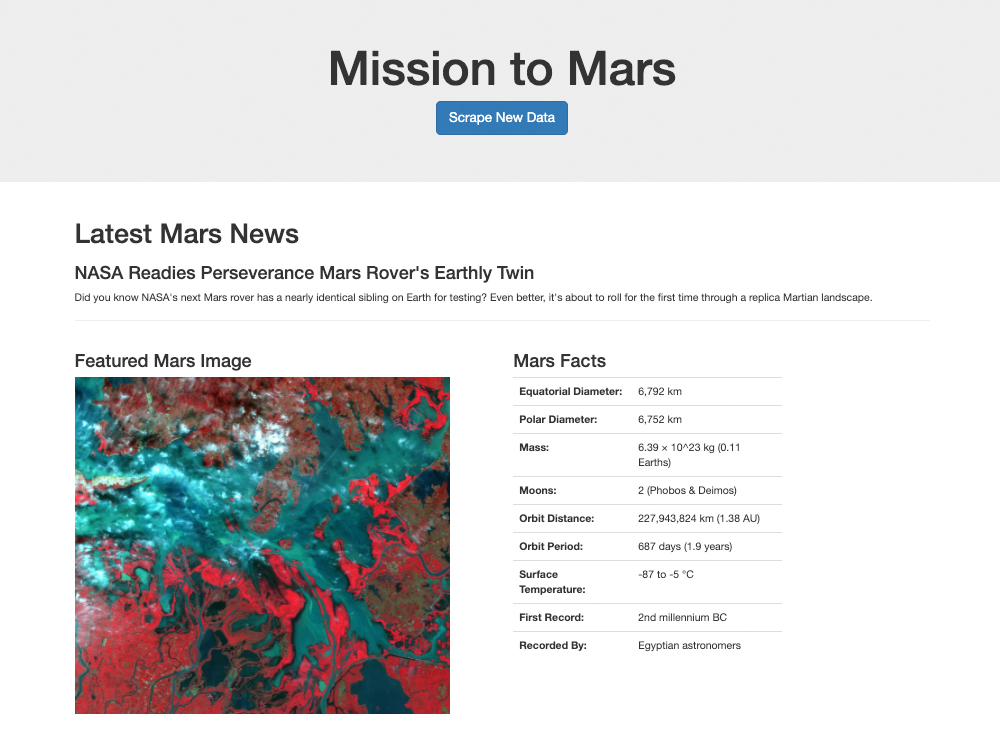 Mission to Mars
Scrape New Data
Latest Mars News
NASA Readies Perseverance Mars Rover's Earthly Twin
Did you know NASA's next Mars rover has a nearly identical sibling on Earth for testing? Even better, it's about to roll for the first time through a replica Martian landscape.
Featured Mars Image
Mars Facts
Equatorial Diameter: 6,792 km
Polar Diameter: 6,752 km
Mass: 6.39 × 10^23 kg (0.11
Earths)
Moons: 2 (Phobos & Deimos)
Orbit Distance: 227,943,824 km (1.38 AU)
Orbit Period: 687 days (1.9 years)
Surface -87 to -5 °C
Temperature:
First Record: 2nd millennium BC
Recorded By: Egyptian astronomers